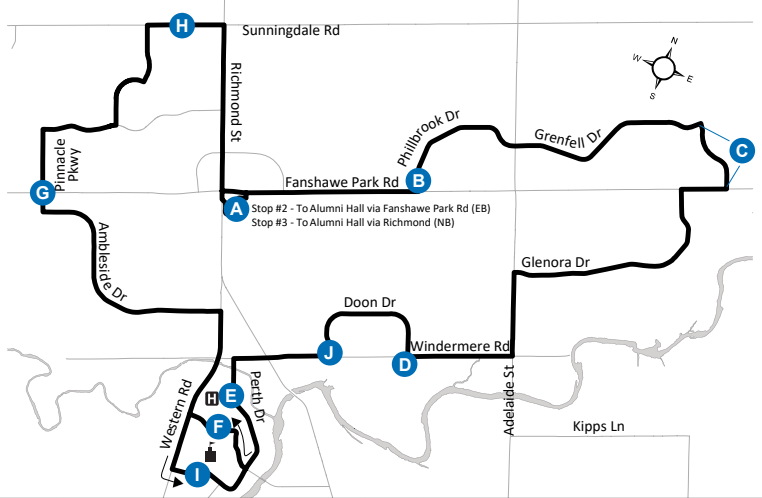 H
Sunningdale Rd
N
W
E
S
Richmond St
Phillbrook Dr
Grenfell Dr
C
Pinnacle
Pkwy
Fanshawe Park Rd
B
G
A
Stop #2 - To Alumni Hall via Fanshawe Park Rd (EB)
Stop #3 - To Alumni Hall via Richmond (NB)
Ambleside Dr
Glenora Dr
Doon Dr
J
Windermere Rd
D
Adelaide St
Western Rd
H
E
Perth Dr
F
Kipps Ln
I